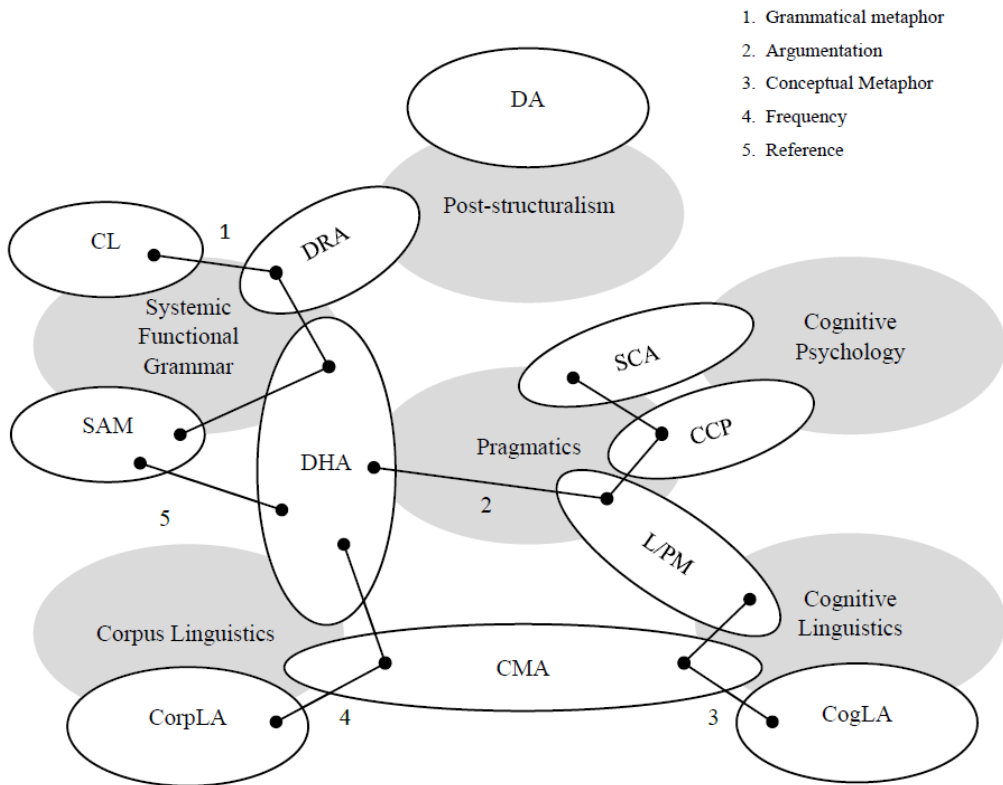 1. Grammatical metaphor
2. Argumentation
3. Conceptual Metaphor
4. Frequency
5. Reference
DA
Post-structuralism
CL
1
DRA
Systemic
Functional
Grammar
Cognitive
Psychology
SCA
CCP
SAM
Pragmatics
DHA
2
5
L/PM
Corpus Linguistics
Cognitive
Linguistics
CMA
CorpLA
4
3
CogLA